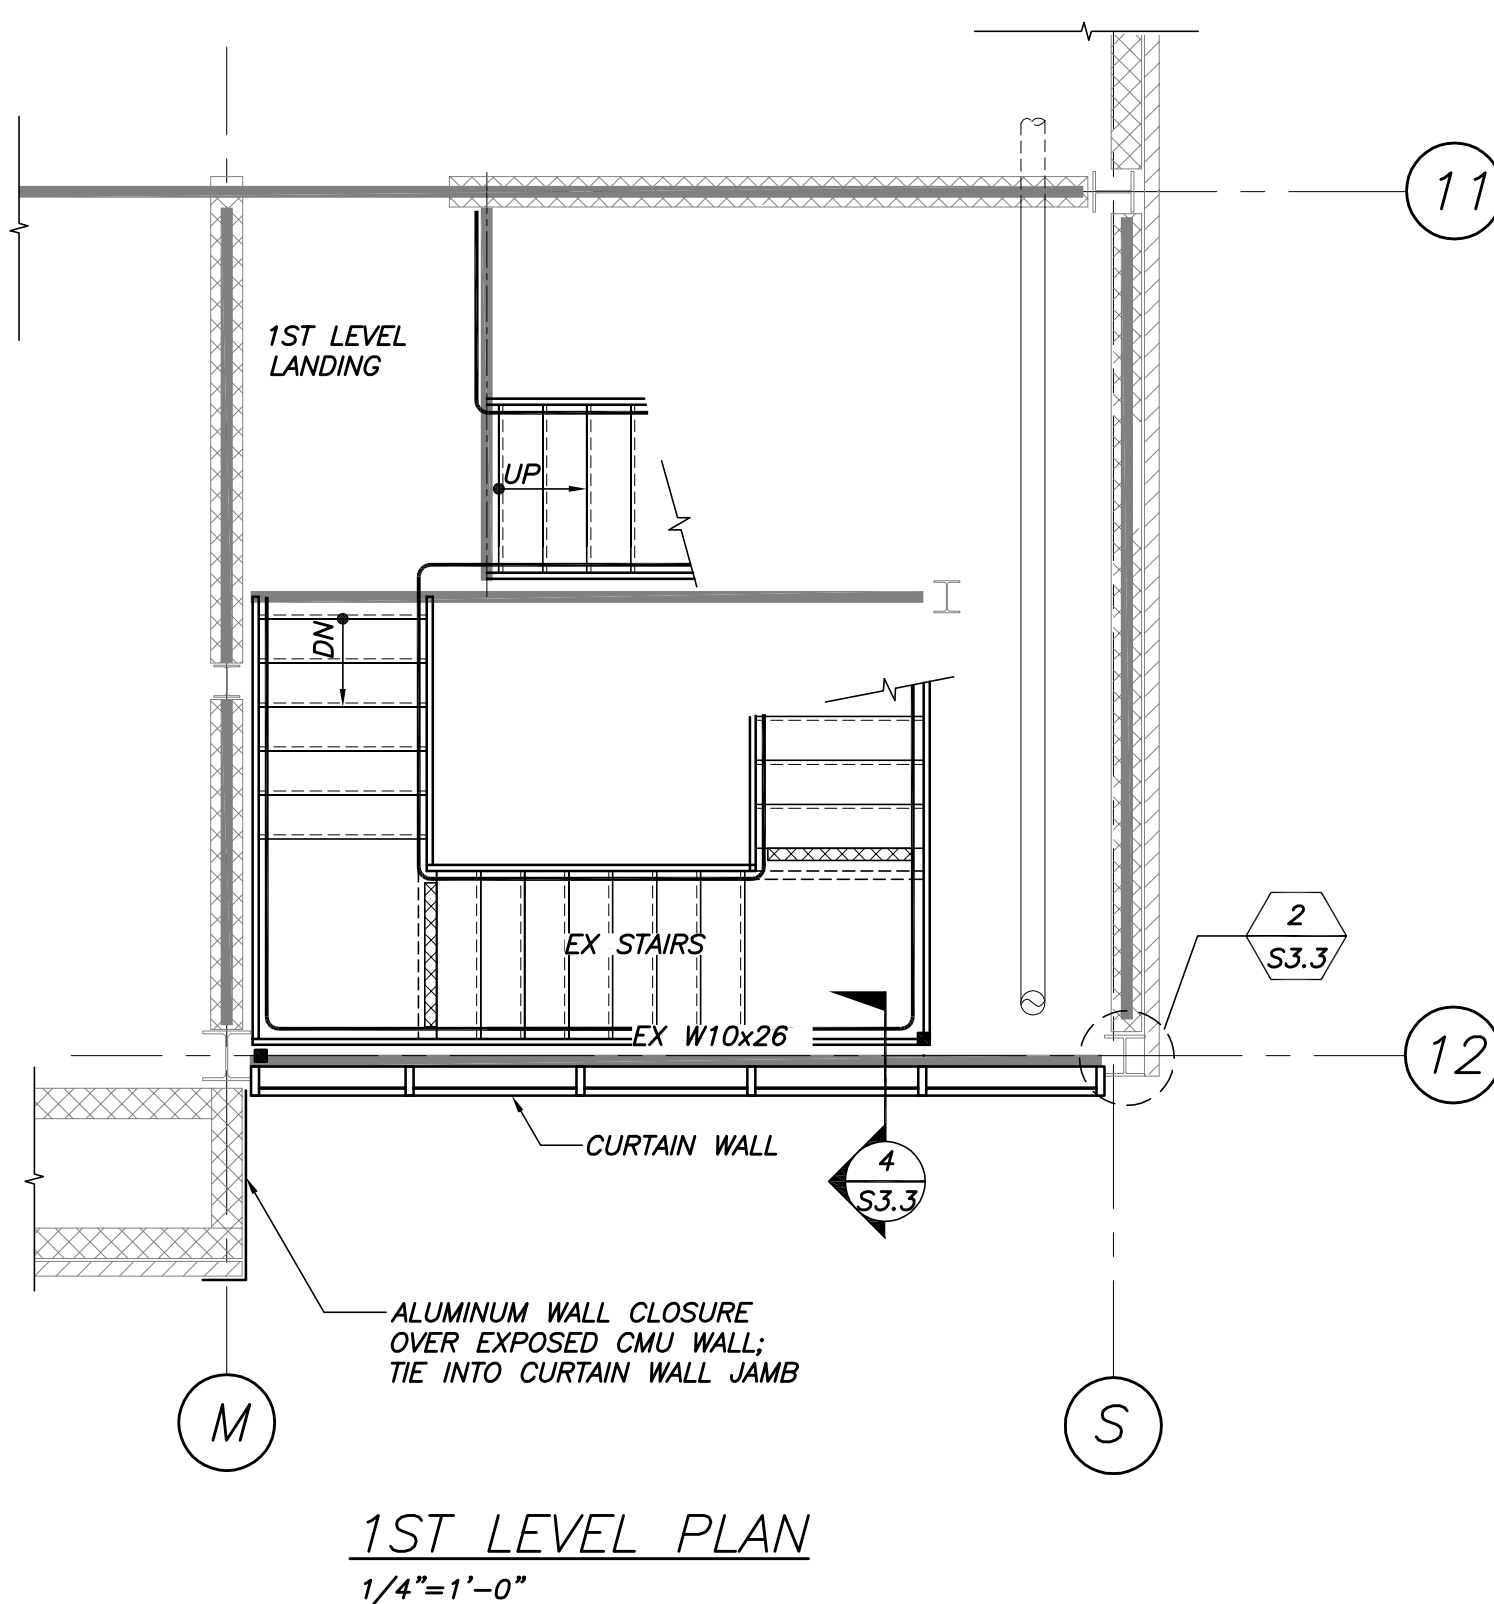 11
1ST LEVEL
LANDING
UP
DN
2
S3.3
EX STAIRS
EX W10x26
12
CURTAIN WALL
4
S3.3
ALUMINUM WALL CLOSURE
OVER EXPOSED CMU WALL;
TIE INTO CURTAIN WALL JAMB
M
S
1ST LEVEL PLAN
1/4"=1'-0"